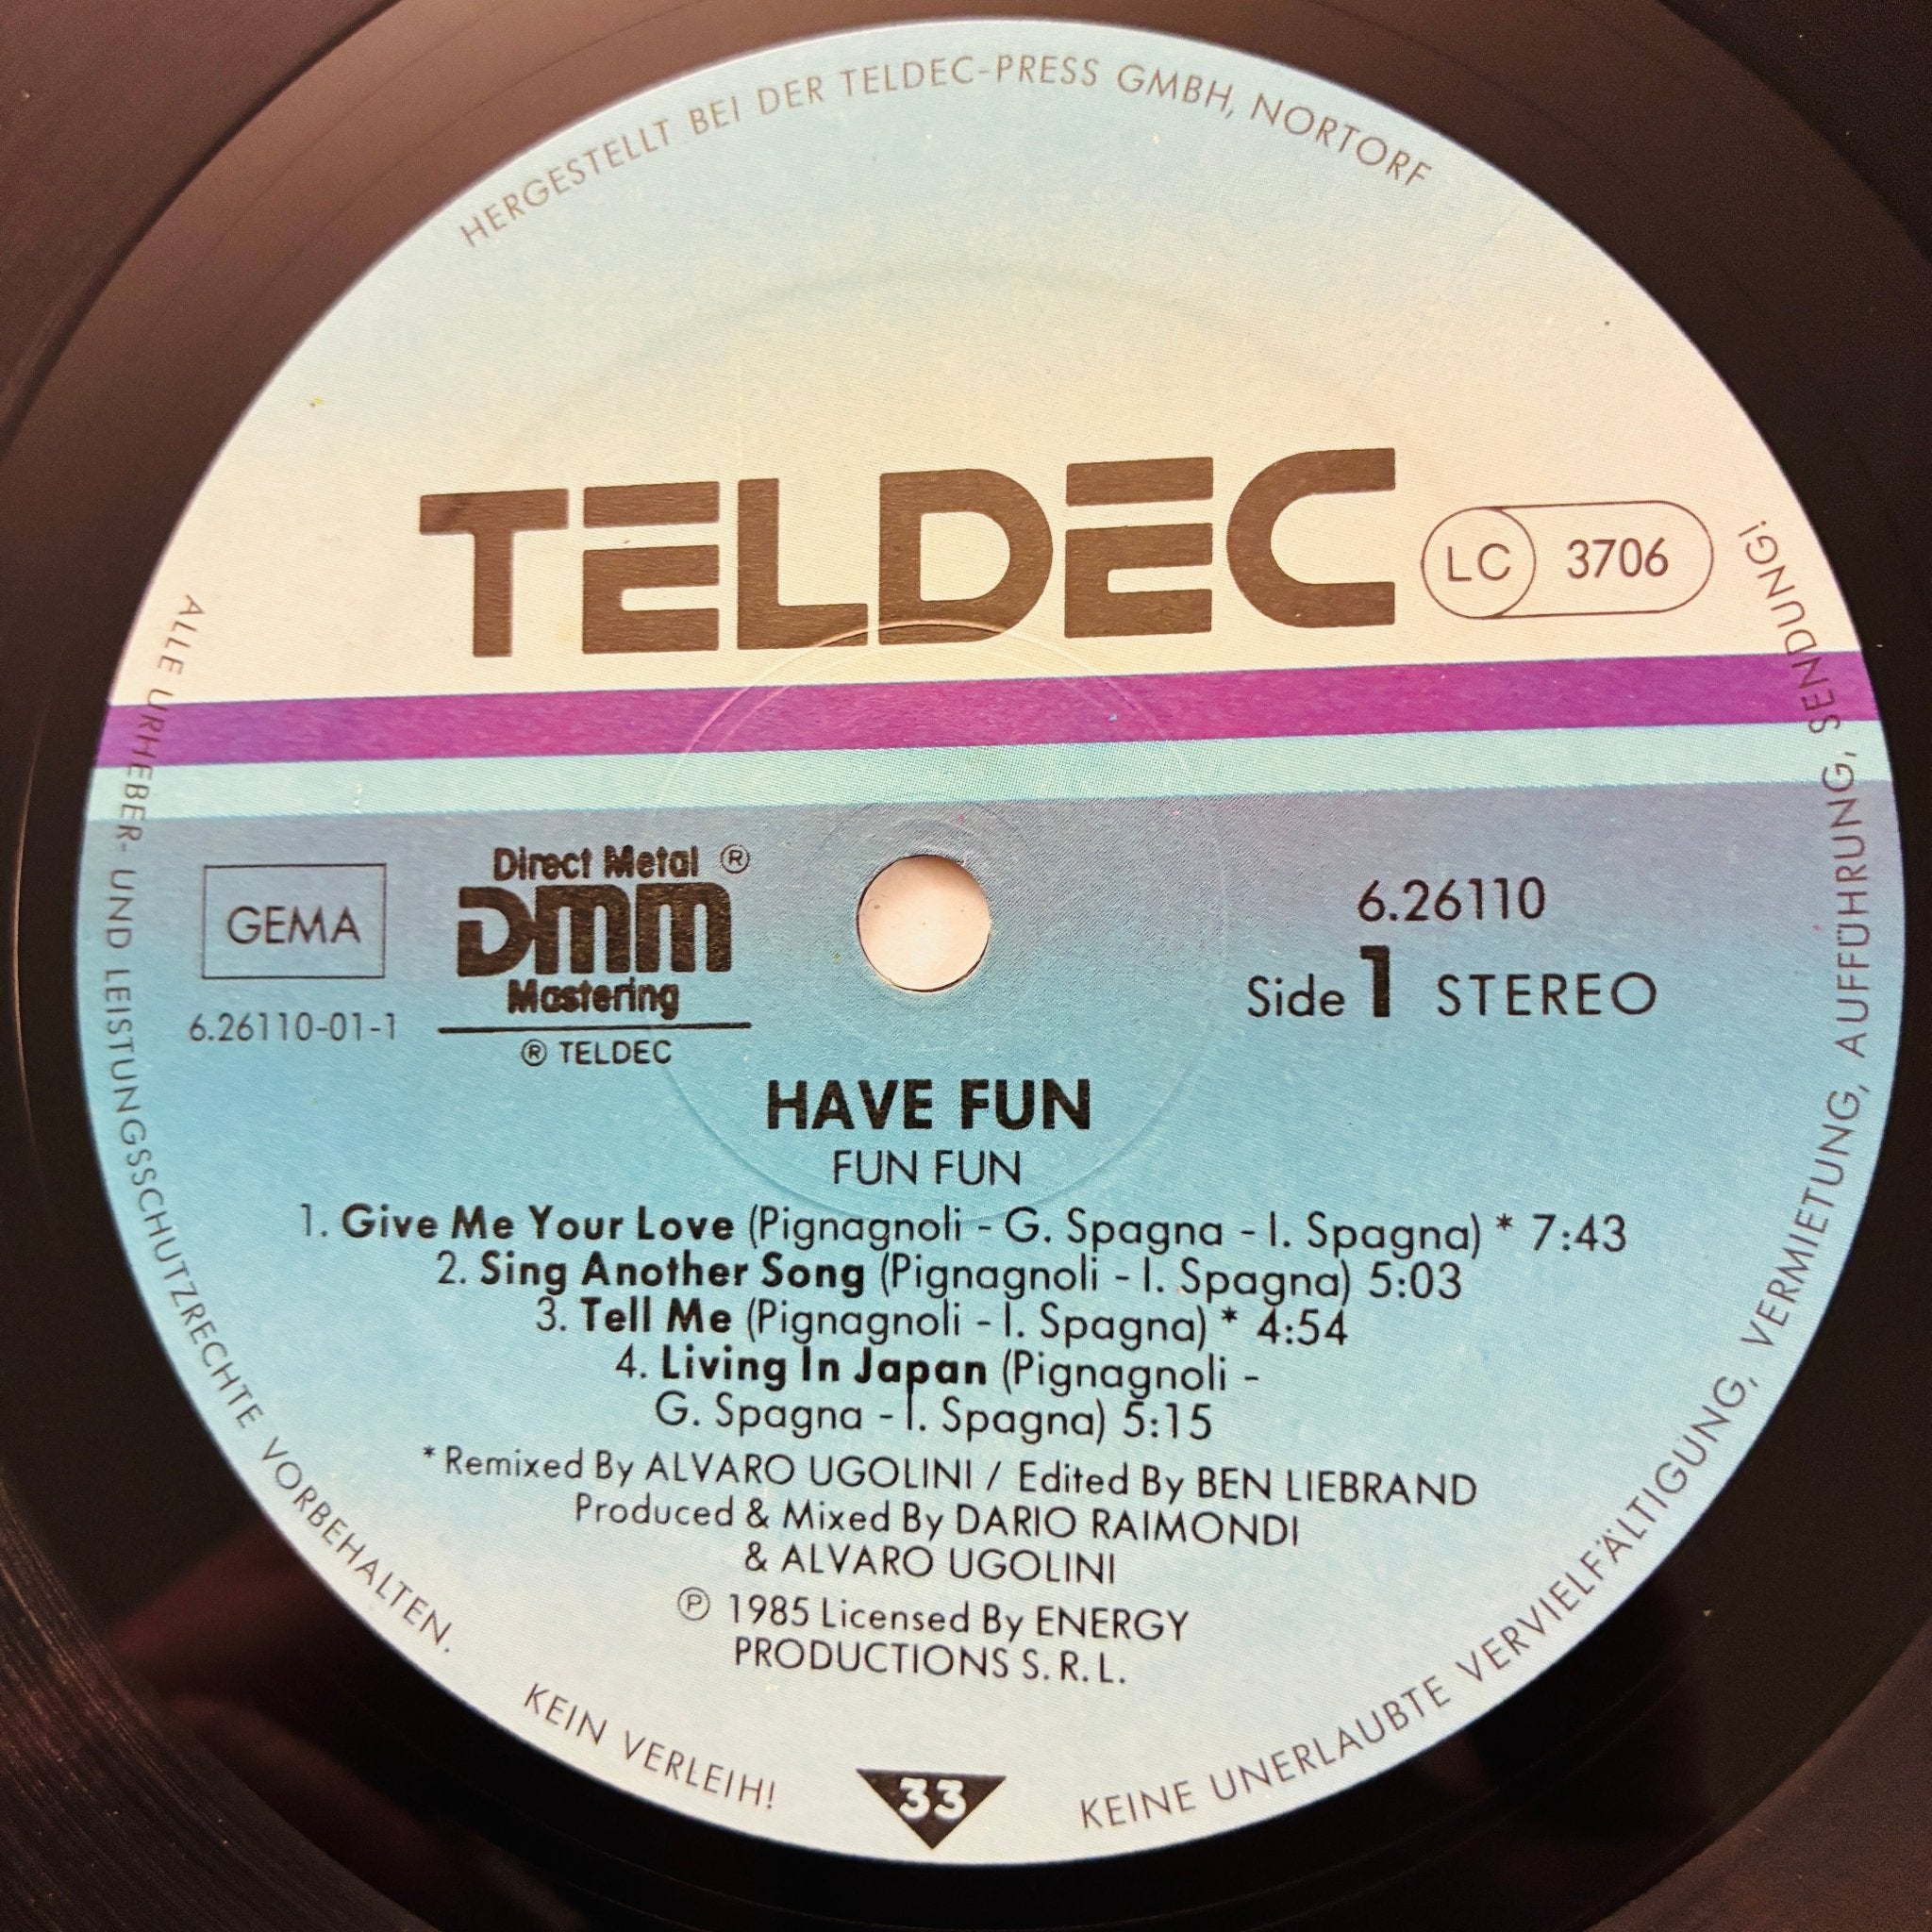 HERGESTELLT BEI DER TELDEC-PRESS GMBH, NORTORF
TELDEC
LC 3706
GEMA
6.26110-01-1
Direct Metal ®
DMM
Mastering
® TELDEC
6.26110
Side 1 STEREO
HAVE FUN
FUN FUN
1. Give Me Your Love (Pignagnoli - G. Spagna - I. Spagna) * 7:43
2. Sing Another Song (Pignagnoli - I. Spagna) 5:03
3. Tell Me (Pignagnoli - I. Spagna) * 4:54
4. Living In Japan (Pignagnoli -
G. Spagna - I. Spagna) 5:15
* Remixed By ALVARO UGOLINI / Edited By BEN LIEBRAND
Produced & Mixed By DARIO RAIMONDI
& ALVARO UGOLINI
℗ 1985 Licensed By ENERGY
PRODUCTIONS S.R.L.
33
ALLE URHEBER- UND LEISTUNGSSCHUTZRECHTE VORBEHALTEN.
KEIN VERLEIH!
KEINE UNERLAUBTE VERVIELFÄLTIGUNG, VERMIETUNG, AUFFÜHRUNG, SENDUNG!